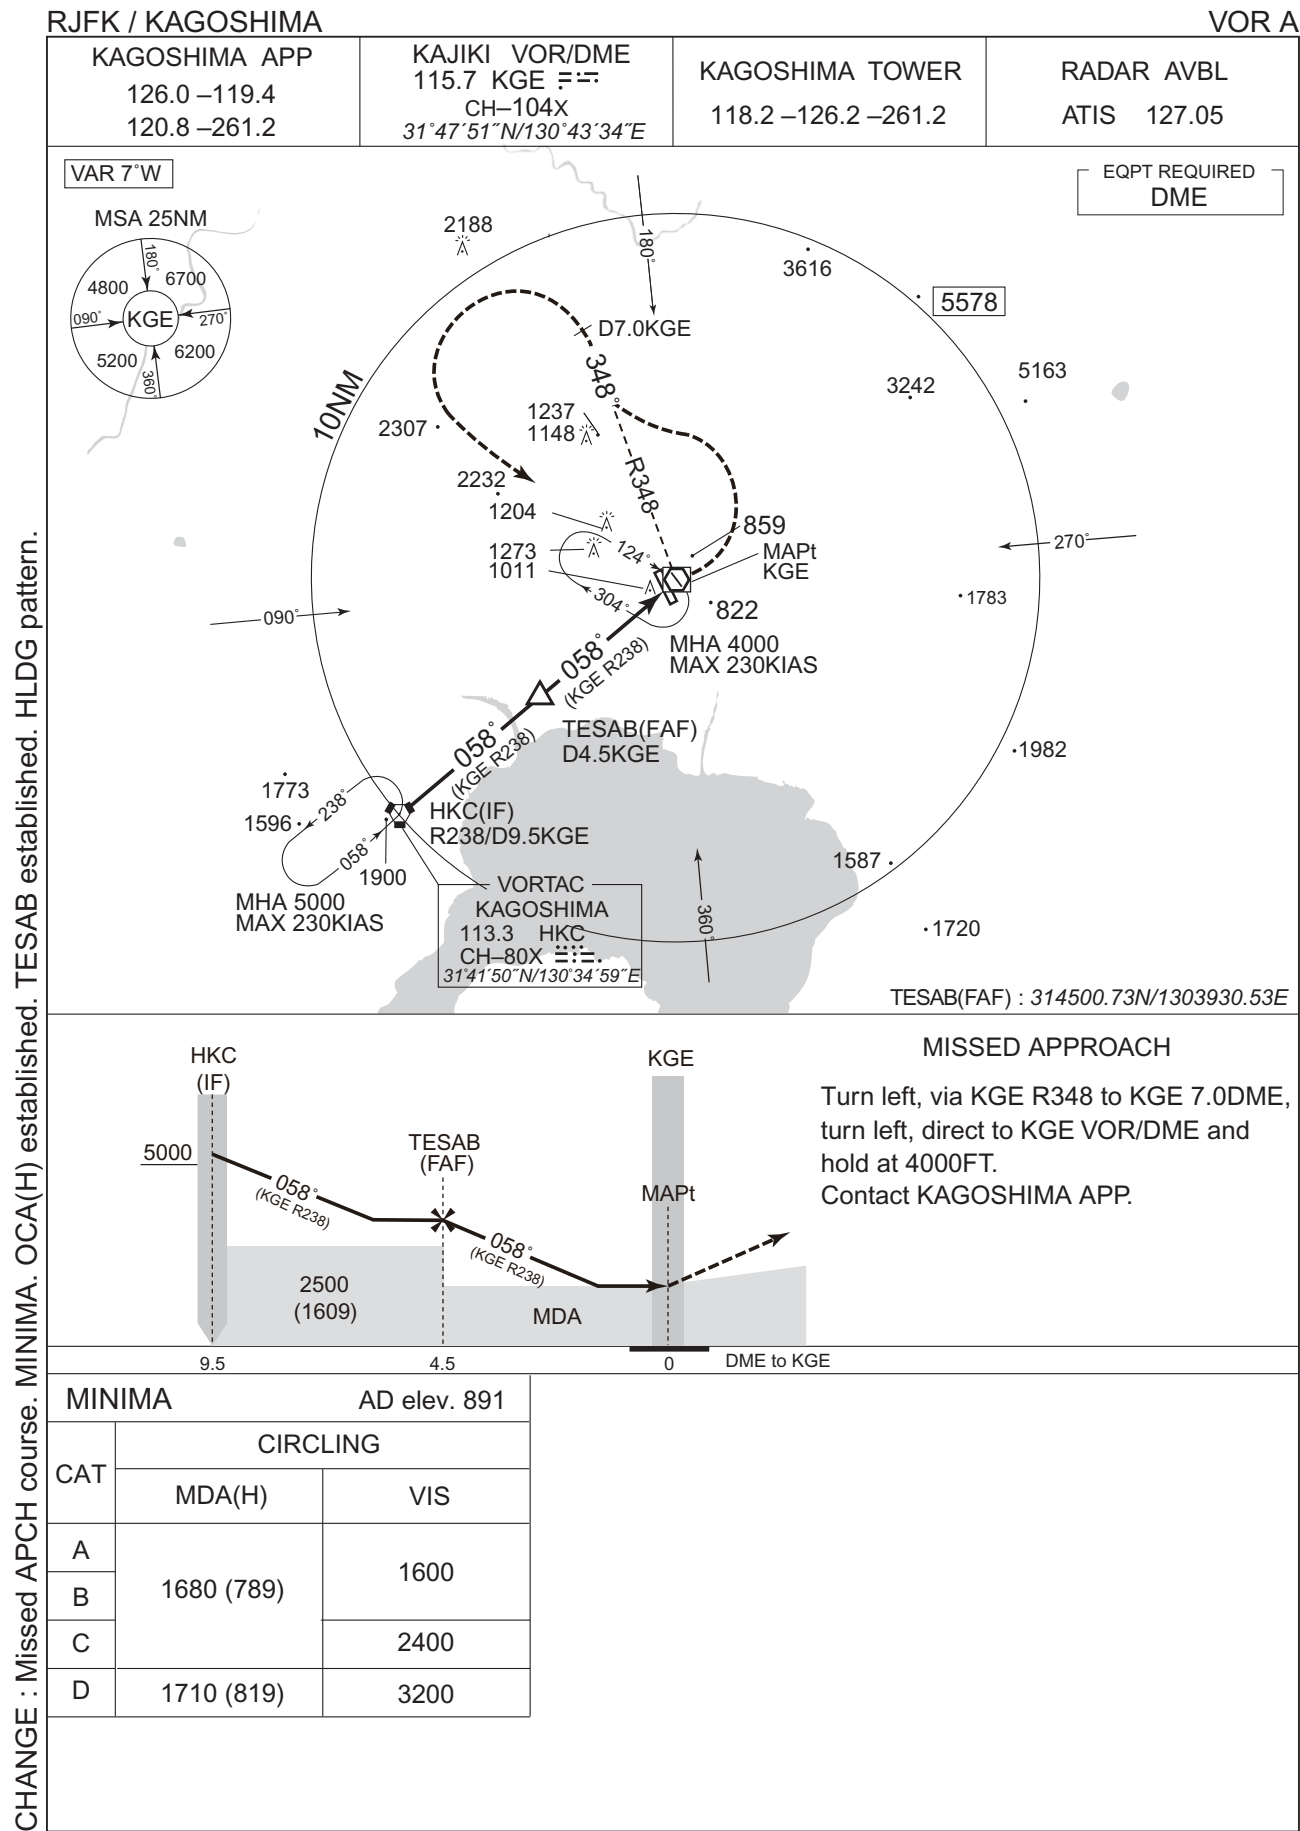 RJFK / KAGOSHIMA
VOR A
KAGOSHIMA APP
126.0 –119.4
120.8 –261.2
KAJIKI VOR/DME
115.7 KGE
CH–104X
31°47´51˝N/130°43´34˝E
KAGOSHIMA TOWER
118.2 –126.2 –261.2
RADAR AVBL
ATIS 127.05
VAR 7°W
MSA 25NM
180°
4800
6700
090°
KGE
270°
5200
6200
360°
EQPT REQUIRED
DME
2188
180°
3616
5578
D7.0KGE
348°
5163
3242
10NM
1237
1148
2307
R348
2232
1204
859
1273
124°
MAPt
KGE
1011
270°
304°
822
1783
090°
MHA 4000
MAX 230KIAS
058°
(KGE R238)
TESAB(FAF)
D4.5KGE
058°
(KGE R238)
1982
1773
238°
1596
HKC(IF)
R238/D9.5KGE
058°
1900
1587
MHA 5000
MAX 230KIAS
VORTAC
KAGOSHIMA
113.3 HKC
CH–80X
31°41´50˝N/130°34´59˝E
360°
1720
TESAB(FAF) : 314500.73N/1303930.53E
HKC
(IF)
5000
058°
(KGE R238)
TESAB
(FAF)
058°
(KGE R238)
KGE
MAPt
2500
(1609)
MDA
9.5
4.5
0
DME to KGE
MISSED APPROACH
Turn left, via KGE R348 to KGE 7.0DME,
turn left, direct to KGE VOR/DME and
hold at 4000FT.
Contact KAGOSHIMA APP.
MINIMA
AD elev. 891
CAT
CIRCLING
MDA(H)
VIS
A
B
1680 (789)
1600
C
2400
D
1710 (819)
3200
CHANGE : Missed APCH course. MINIMA. OCA(H) established. TESAB established. HLDG pattern.